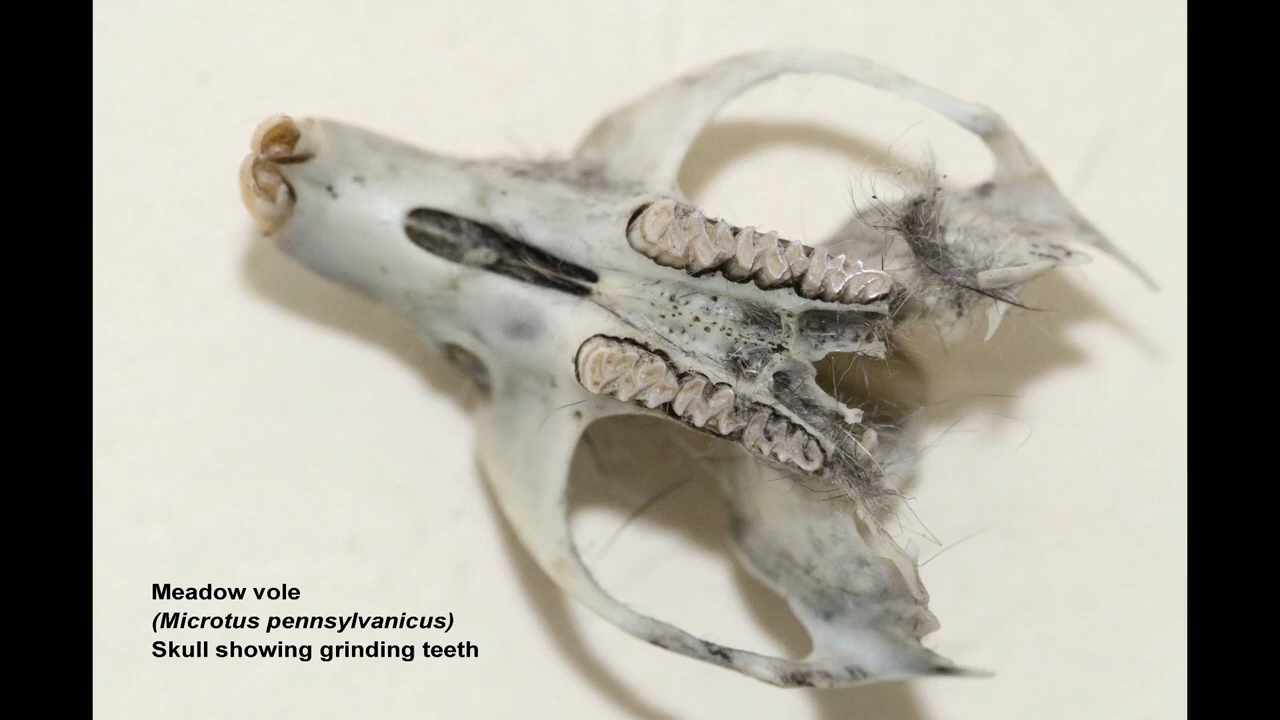 Meadow vole
(Microtus pennsylvanicus)
Skull showing grinding teeth